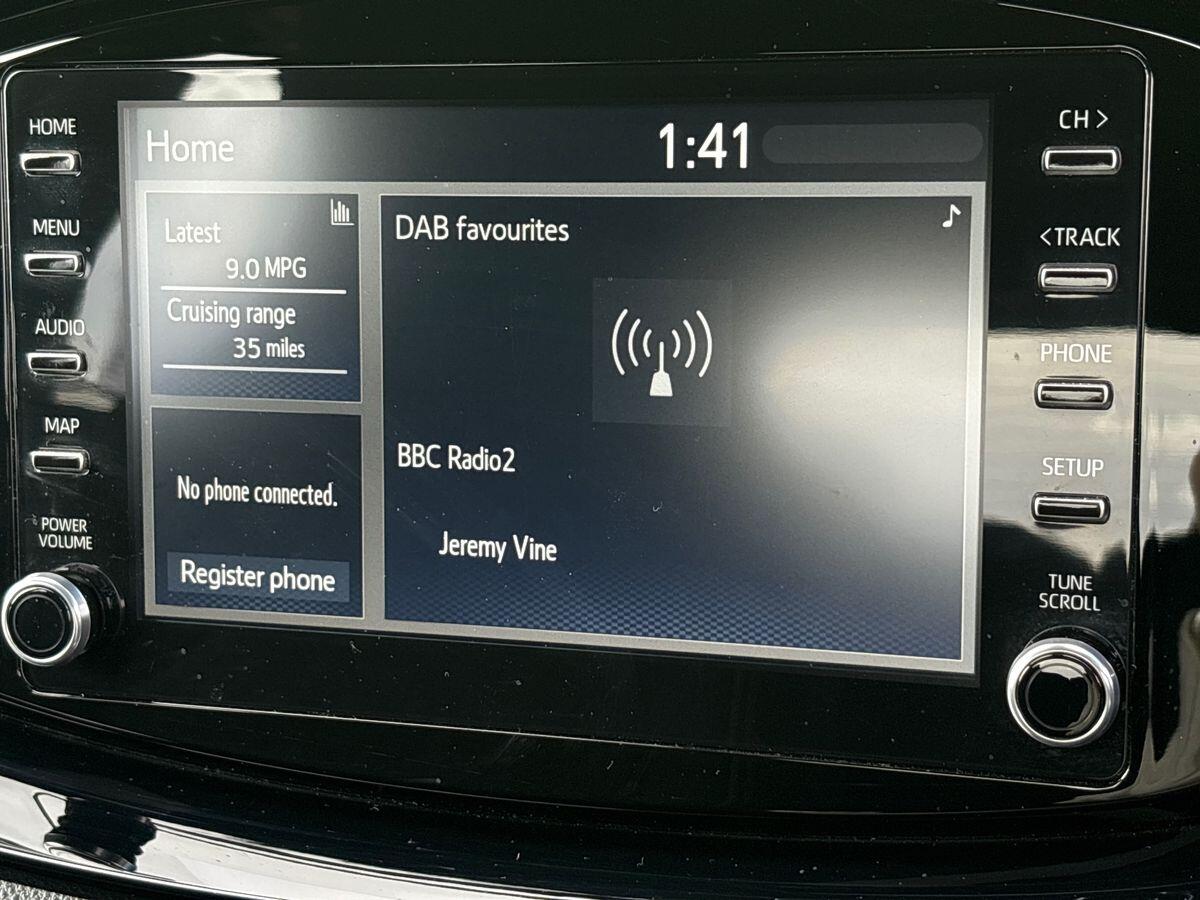 HOME
MENU
AUDIO
MAP
POWER
VOLUME
Home
1:41
Latest
9.0 MPG
Cruising range
35 miles
No phone connected.
Register phone
DAB favourites
BBC Radio2
Jeremy Vine
CH >
<TRACK
PHONE
SETUP
TUNE
SCROLL